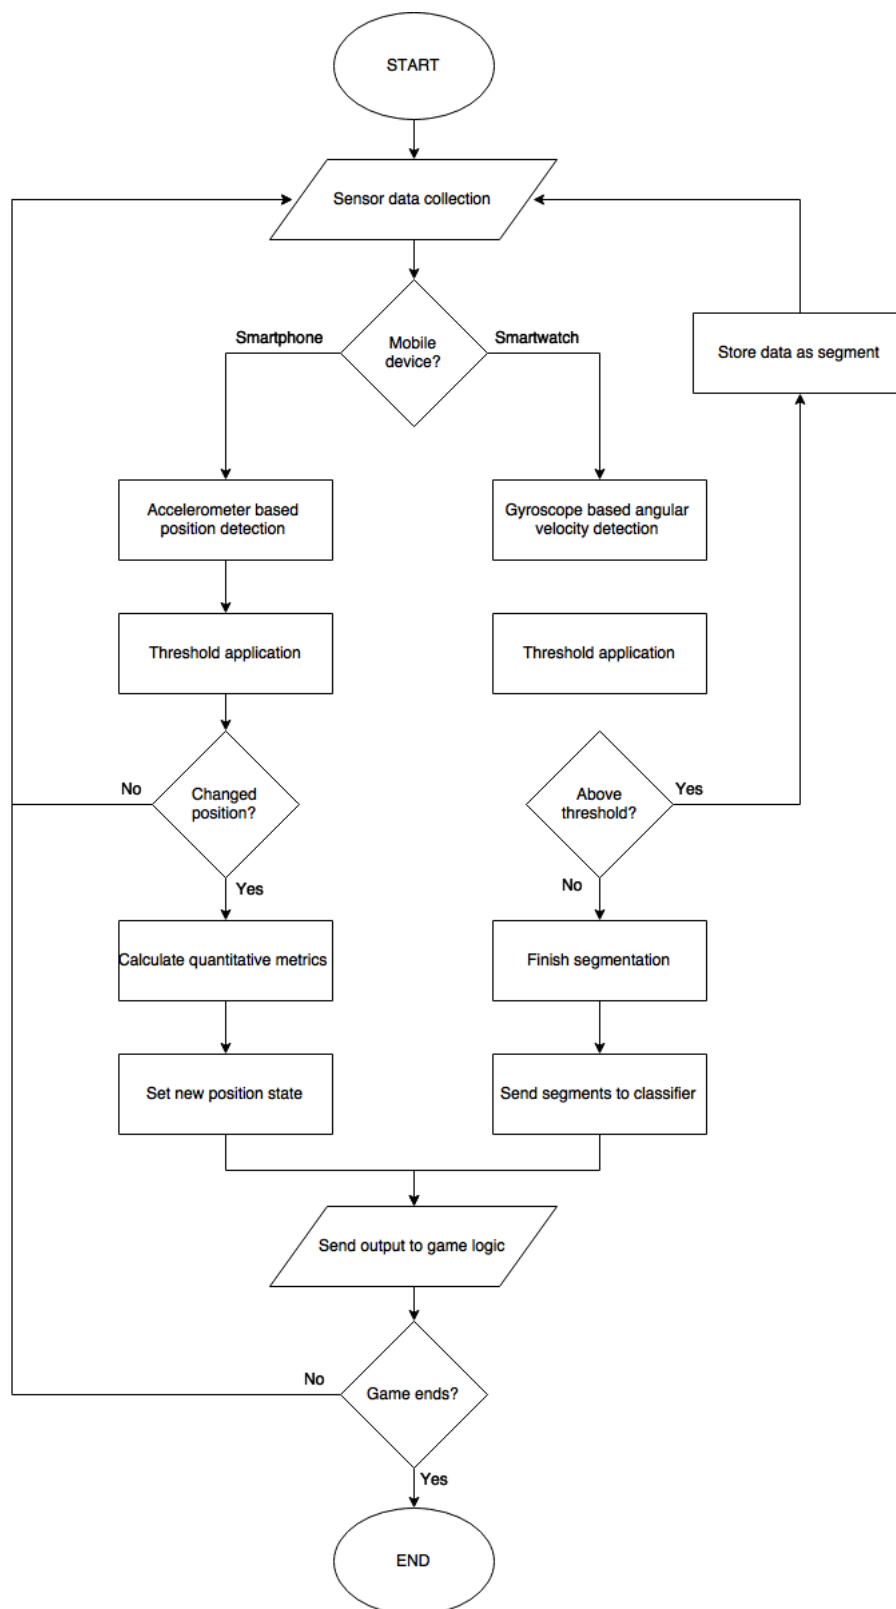 START
Sensor data collection
Smartphone
Mobile
device?
Smartwatch
Store data as segment
Accelerometer based
position detection
Gyroscope based angular
velocity detection
Threshold application
Threshold application
No
Changed
position?
Yes
Above
threshold?
Yes
No
Calculate quantitative metrics
Finish segmentation
Set new position state
Send segments to classifier
Send output to game logic
No
Game ends?
Yes
END